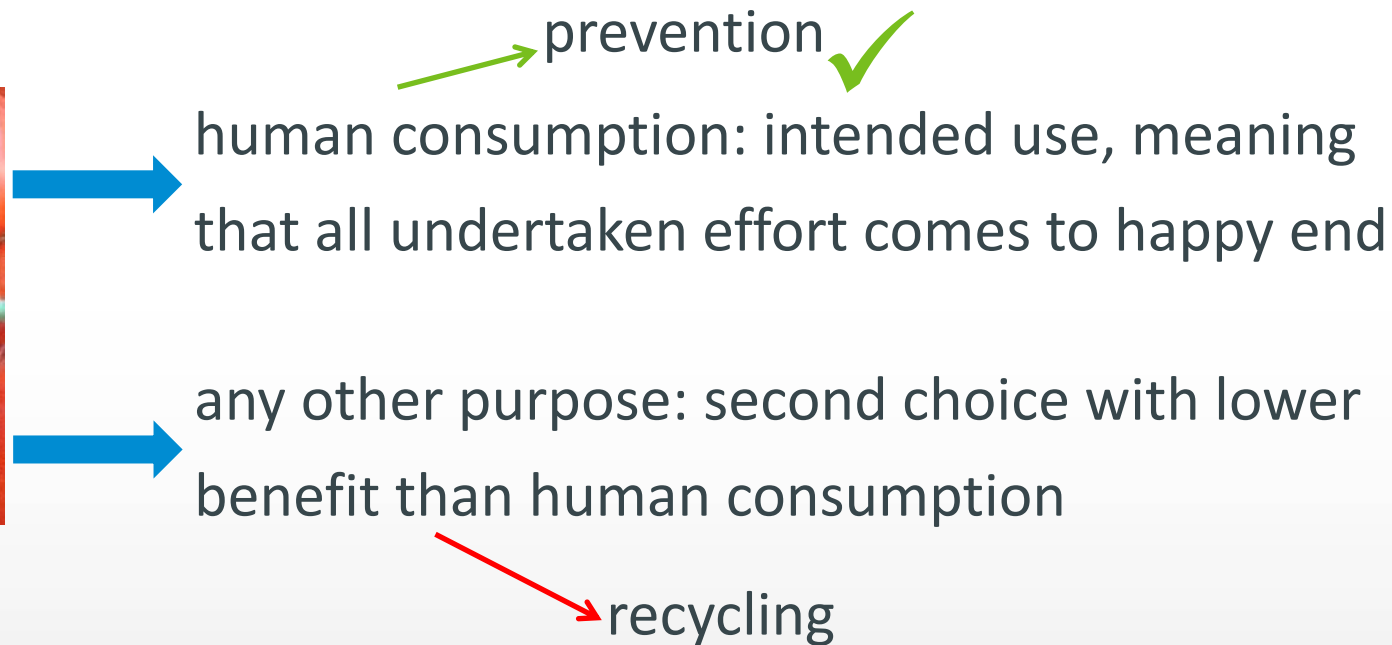 prevention
human consumption: intended use, meaning
that all undertaken effort comes to happy end
any other purpose: second choice with lower
benefit than human consumption
recycling